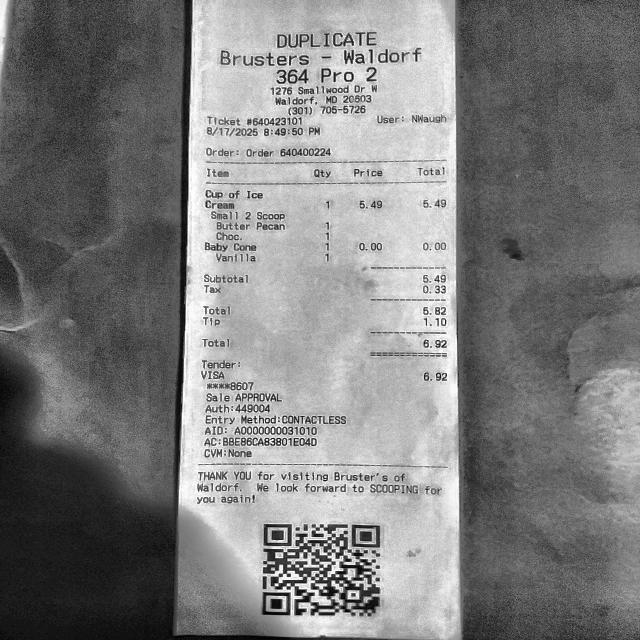 DUPLICATE
Brusters - Waldorf
364 Pro 2
1276 Smallwood Dr W
Waldorf, MD 20603
(301) 705-5726
Ticket #640423101 User: NWaugh
8/17/2025 8:49:50 PM
Order: Order 640400224
Item Qty Price Total
Cup of Ice
Cream 1 5.49 5.49
Small 2 Scoop
Butter Pecan 1
Choc. 1
Baby Cone 1 0.00 0.00
Vanilla 1
Subtotal 5.49
Tax 0.33
Total 5.82
Tip 1.10
Total 6.92
Tender:
VISA 6.92
****8607
Sale APPROVAL
Auth:449004
Entry Method:CONTACTLESS
AID: A0000000031010
AC:BBE86CA83801E04D
CVM:None
THANK YOU for visiting Bruster's of
Waldorf. We look forward to SCOOPING for
you again!